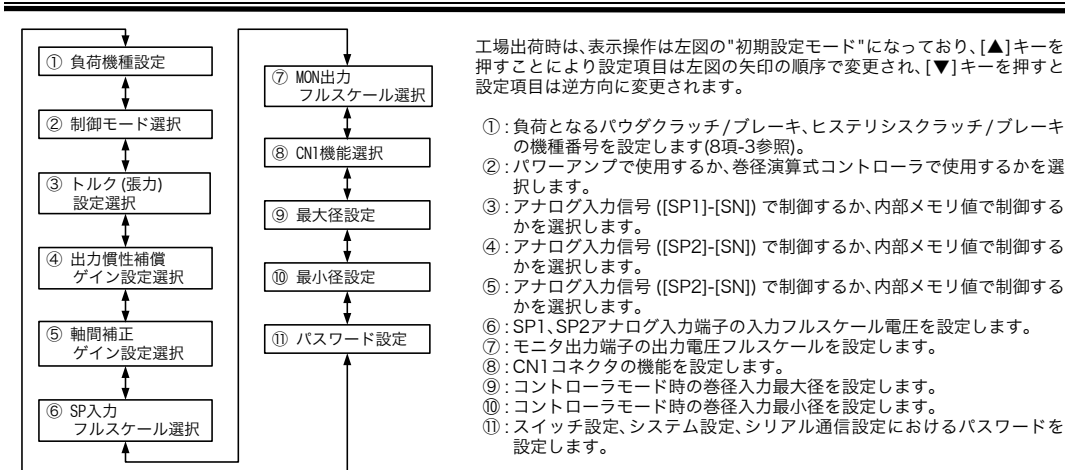 ① 負荷機種設定
② 制御モード選択
③ トルク(張力)
設定選択
④ 出力慣性補償
ゲイン設定選択
⑤ 軸間補正
ゲイン設定選択
⑥ SP入力
フルスケール選択
⑦ MON出力
フルスケール選択
⑧ CN1機能選択
⑨ 最大径設定
⑩ 最小径設定
⑪ パスワード設定
工場出荷時は、表示操作は左図の"初期設定モード"になっており、[▲]キーを
押すことにより設定項目は左図の矢印の順序で変更され、[▼]キーを押すと
設定項目は逆方向に変更されます。
①:負荷となるパウダクラッチ/ブレーキ、ヒステリシスクラッチ/ブレーキ
の機種番号を設定します(8項-3参照)。
②:パワーアンプで使用するか、巻径演算式コントローラで使用するかを選
択します。
③:アナログ入力信号([SP1]-[SN])で制御するか、内部メモリ値で制御する
かを選択します。
④:アナログ入力信号([SP2]-[SN])で制御するか、内部メモリ値で制御する
かを選択します。
⑤:アナログ入力信号([SP2]-[SN])で制御するか、内部メモリ値で制御する
かを選択します。
⑥:SP1、SP2アナログ入力端子の入力フルスケール電圧を設定します。
⑦:モニタ出力端子の出力電圧フルスケールを設定します。
⑧:CN1コネクタの機能を設定します。
⑨:コントローラモード時の巻径入力最大径を設定します。
⑩:コントローラモード時の巻径入力最小径を設定します。
⑪:スイッチ設定、システム設定、シリアル通信設定におけるパスワードを
設定します。